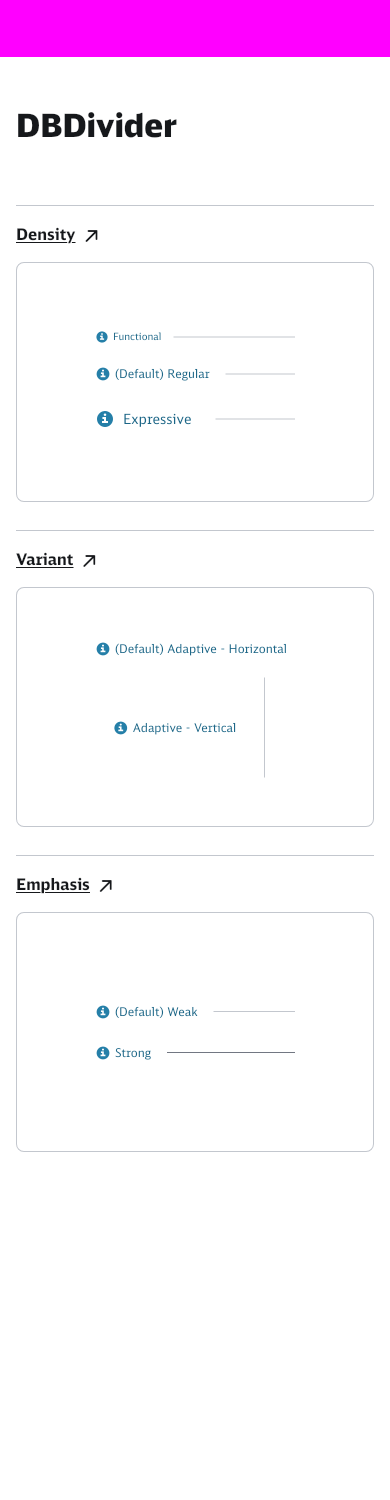 DBDivider
Density
Functional
(Default) Regular
Expressive
Variant
(Default) Adaptive - Horizontal
Adaptive - Vertical
Emphasis
(Default) Weak
Strong